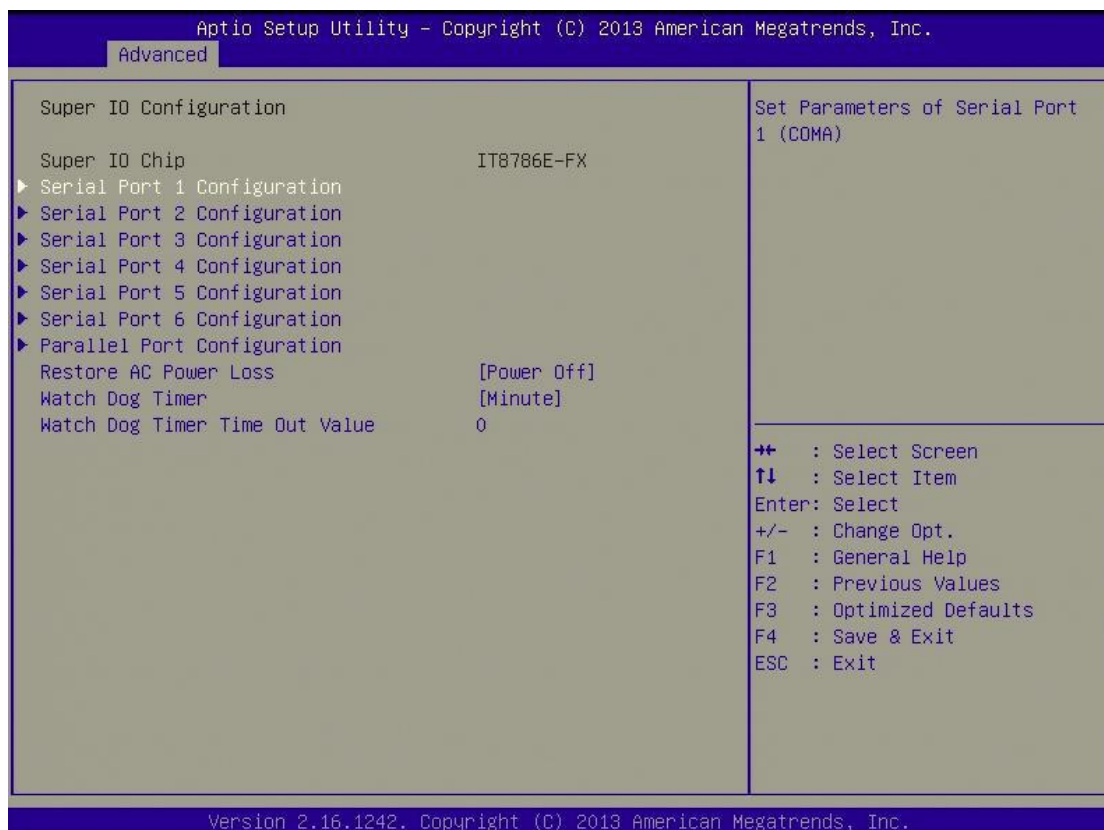 Aptio Setup Utility – Copyright (C) 2013 American Megatrends, Inc.
Advanced
Super IO Configuration
Super IO Chip IT8786E-FX
Serial Port 1 Configuration
Serial Port 2 Configuration
Serial Port 3 Configuration
Serial Port 4 Configuration
Serial Port 5 Configuration
Serial Port 6 Configuration
Parallel Port Configuration
Restore AC Power Loss [Power Off]
Watch Dog Timer [Minute]
Watch Dog Timer Time Out Value 0
Set Parameters of Serial Port
1 (COMA)
→← : Select Screen
↑↓ : Select Item
Enter: Select
+/- : Change Opt.
F1 : General Help
F2 : Previous Values
F3 : Optimized Defaults
F4 : Save & Exit
ESC : Exit
Version 2.16.1242. Copyright (C) 2013 American Megatrends, Inc.